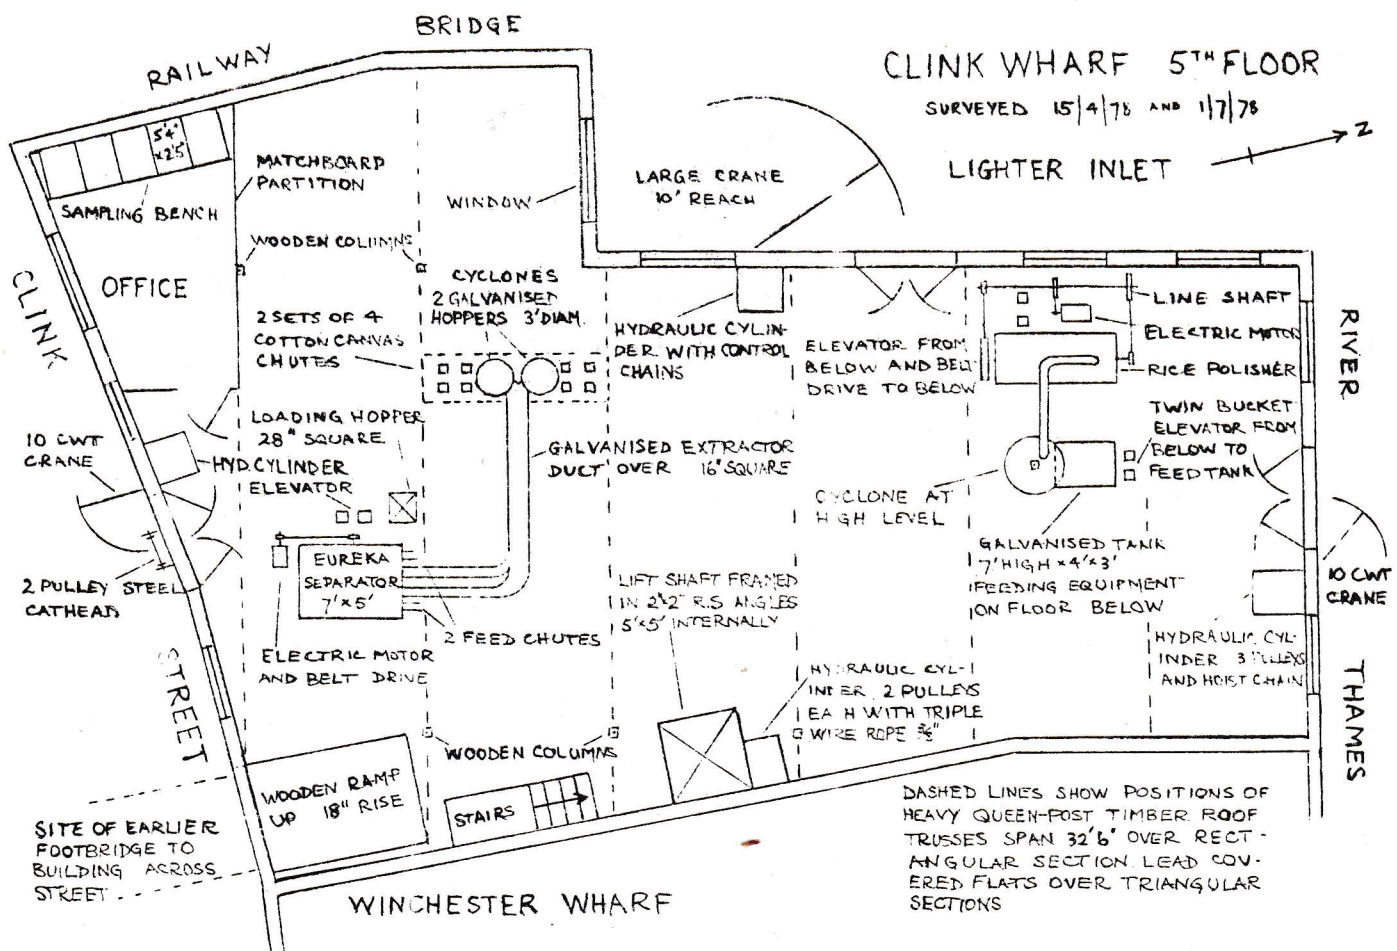 BRIDGE
RAILWAY
CLINK WHARF 5TH FLOOR
SURVEYED 15/4/78 AND 1/7/78
N
LIGHTER INLET
5'4"
×2'5"
SAMPLING BENCH
MATCHBOARD
PARTITION
WINDOW
LARGE CRANE
10' REACH
WOODEN COLUMNS
OFFICE
CLINK
CYCLONES
2 GALVANISED
HOPPERS 3' DIAM.
2 SETS OF 4
COTTON CANVAS
CHUTES
HYDRAULIC CYLIN-
DER WITH CONTROL
CHAINS
ELEVATOR FROM
BELOW AND BELT
DRIVE TO BELOW
LINE SHAFT
ELECTRIC MOTOR
RICE POLISHER
RIVER
TWIN BUCKET
ELEVATOR FROM
BELOW TO
FEED TANK
LOADING HOPPER
28" SQUARE
10 CWT
CRANE
HYD. CYLINDER
ELEVATOR
GALVANISED EXTRACTOR
DUCT OVER 16" SQUARE
CYCLONE AT
HIGH LEVEL
GALVANISED TANK
7' HIGH × 4' × 3'
FEEDING EQUIPMENT
ON FLOOR BELOW
10 CWT
CRANE
2 PULLEY STEEL
CATHEAD
EUREKA
SEPARATOR
7' × 5'
2 FEED CHUTES
LIFT SHAFT FRAMED
IN 2"×2" R.S ANGLES
5'×5' INTERNALLY
ELECTRIC MOTOR
AND BELT DRIVE
HYDRAULIC CYL-
INDER 3 PULLEYS
AND HOIST CHAIN
HYDRAULIC CYL-
INDER 2 PULLEYS
EACH WITH TRIPLE
WIRE ROPE
STREET
THAMES
WOODEN COLUMNS
WOODEN RAMP
UP 18" RISE
STAIRS
SITE OF EARLIER
FOOTBRIDGE TO
BUILDING ACROSS
STREET
WINCHESTER WHARF
DASHED LINES SHOW POSITIONS OF
HEAVY QUEEN-POST TIMBER ROOF
TRUSSES SPAN 32'6" OVER RECT-
ANGULAR SECTION. LEAD COV-
ERED FLATS OVER TRIANGULAR
SECTIONS